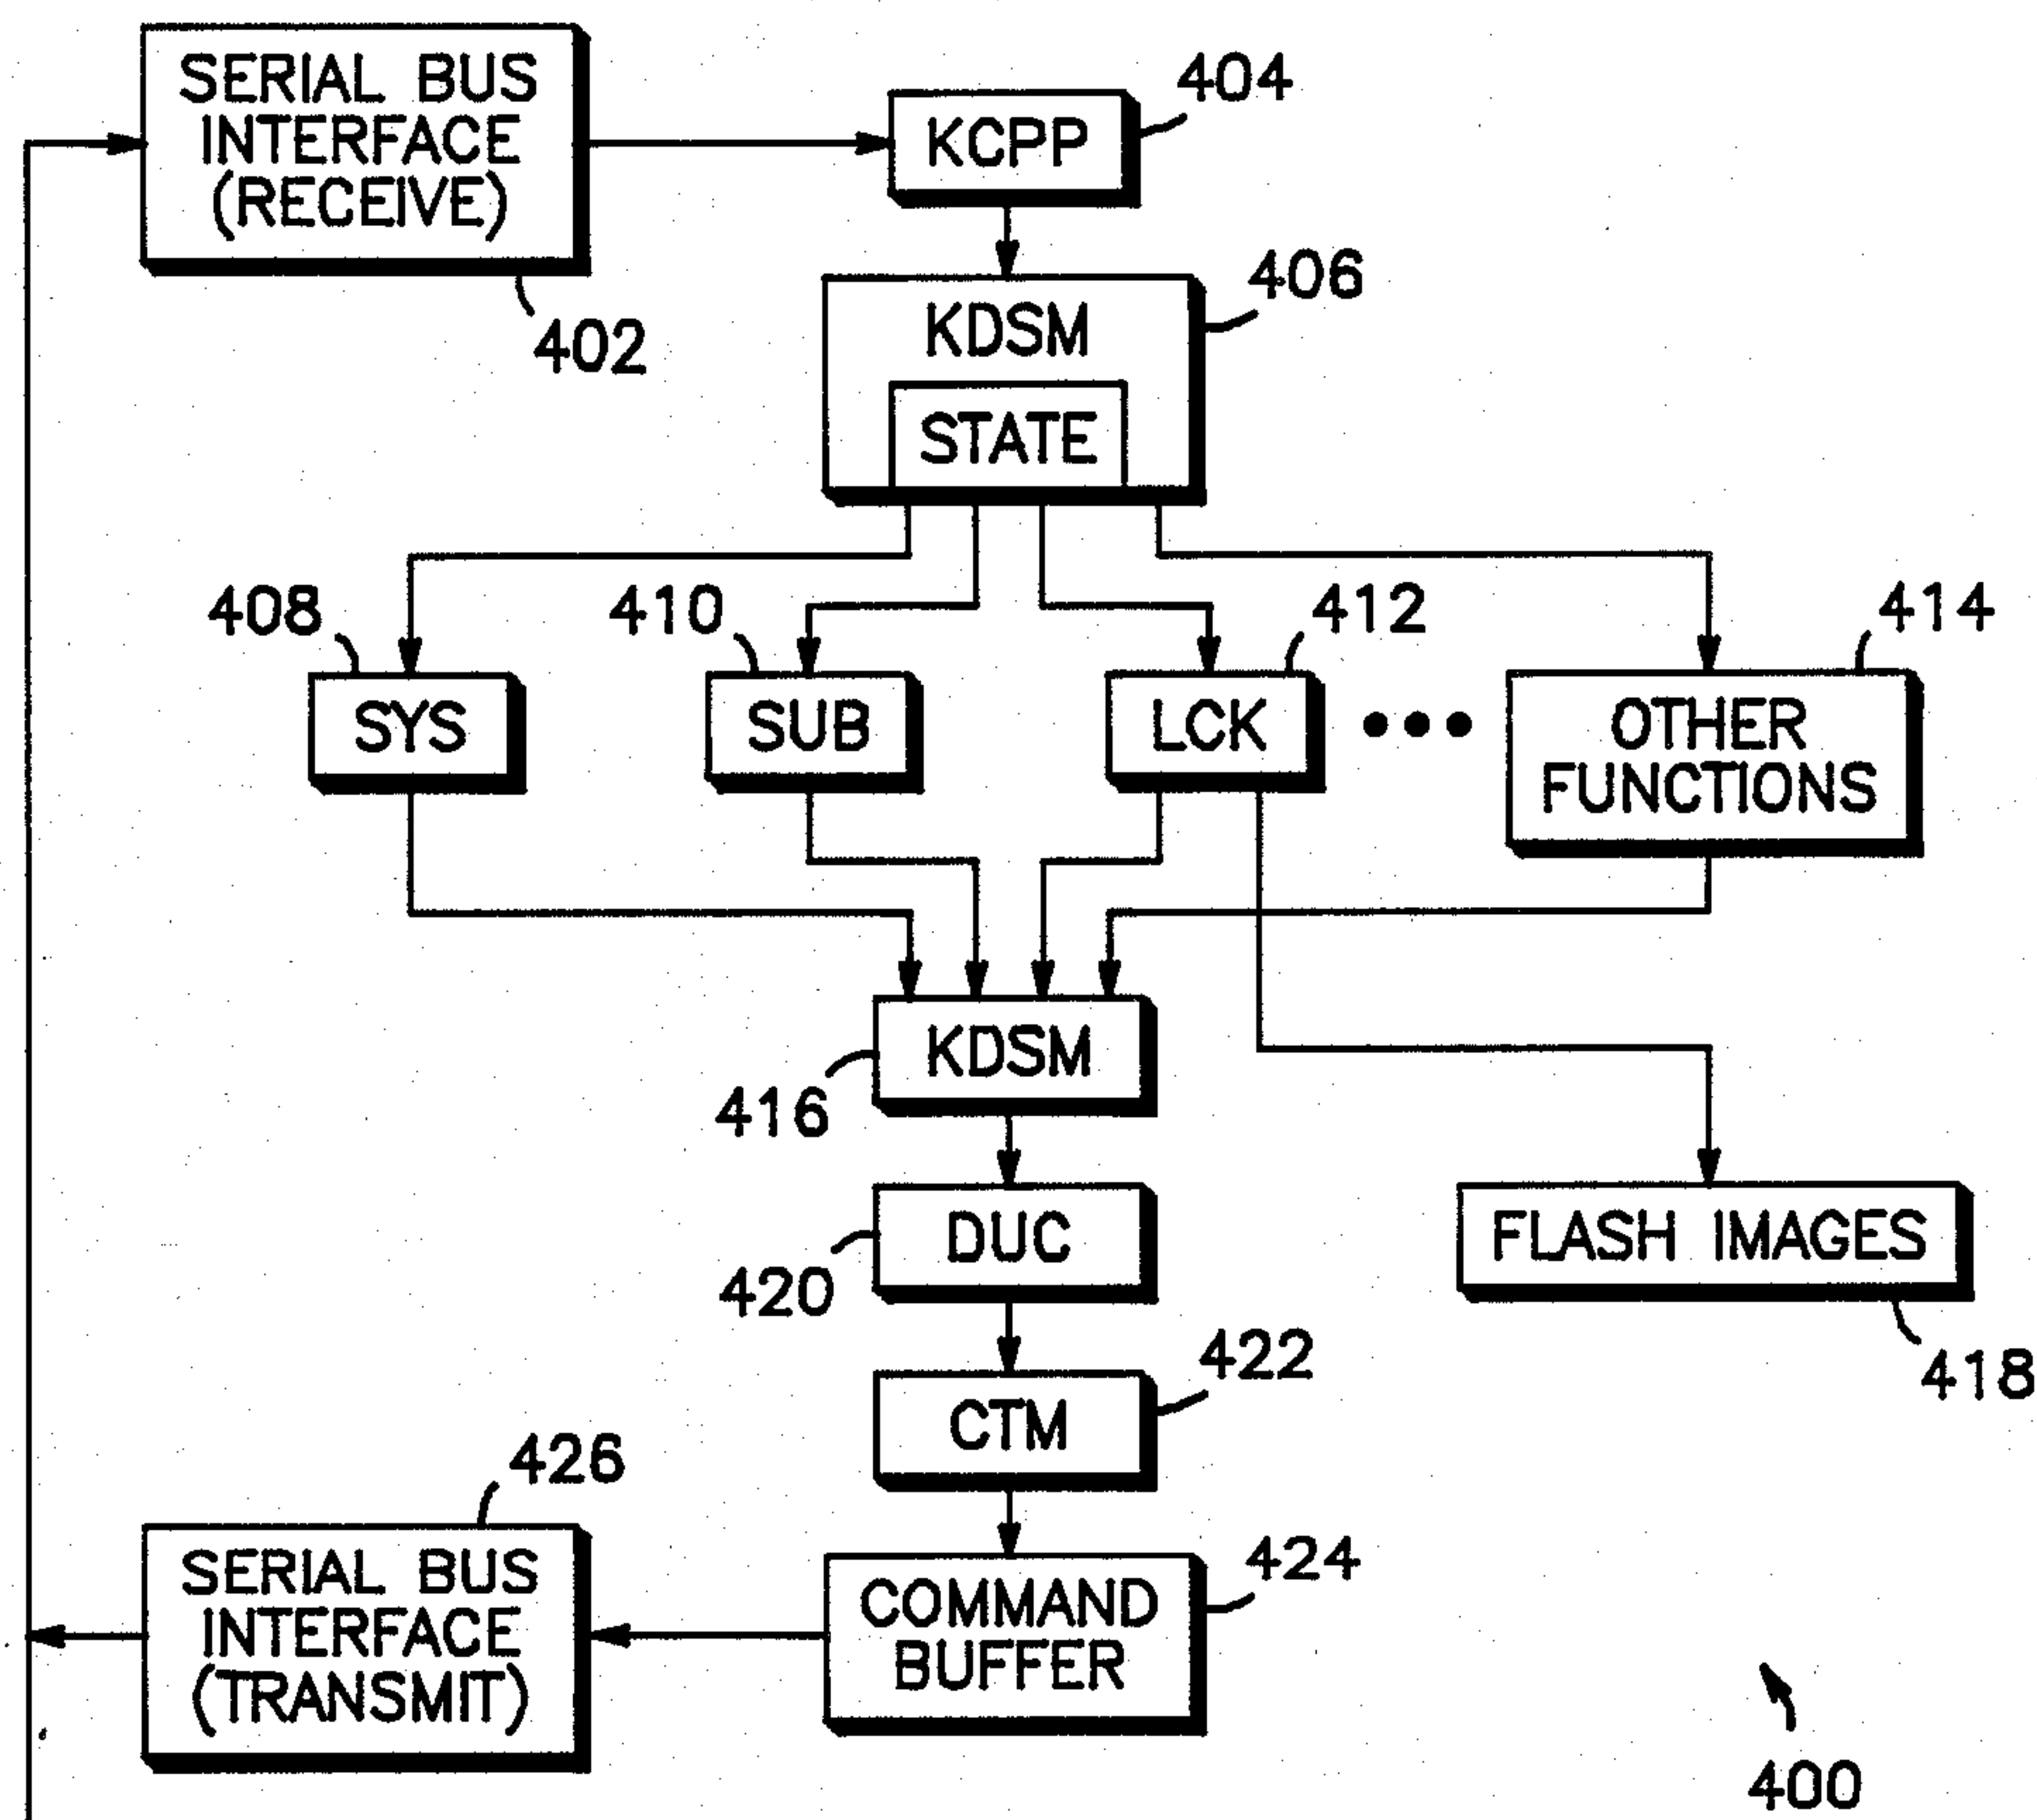 SERIAL BUS
INTERFACE
(RECEIVE)
402
KCPP
404
KDSM
406
STATE
408
SYS
410
SUB
412
LCK
414
OTHER
FUNCTIONS
KDSM
416
DUC
420
FLASH IMAGES
418
CTM
422
426
SERIAL BUS
INTERFACE
(TRANSMIT)
COMMAND
BUFFER
424
400